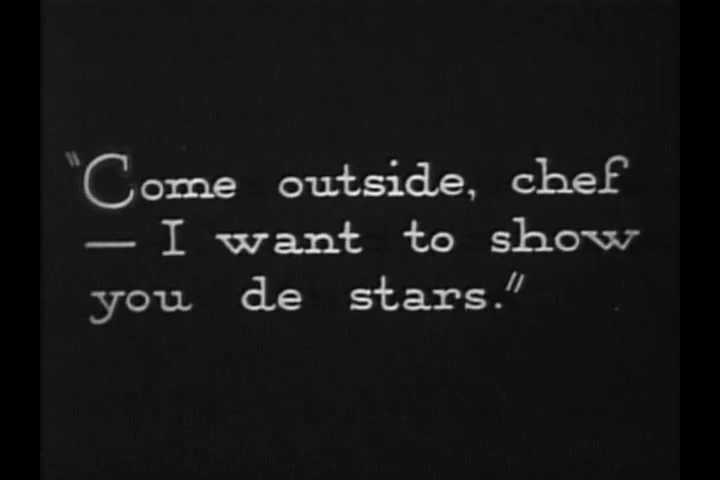 "Come outside, chef
— I want to show
you de stars."